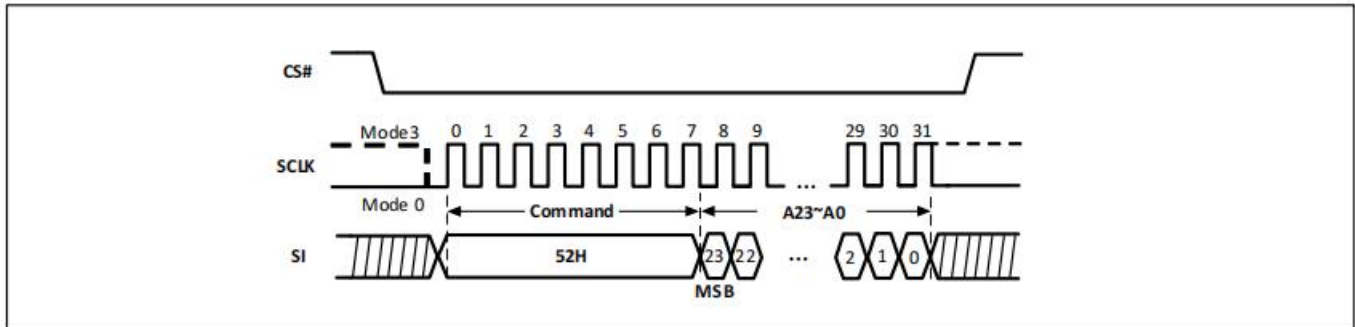 CS#
Mode3 0 1 2 3 4 5 6 7 8 9 29 30 31
SCLK ...
Mode 0 Command A23~A0
SI 52H 23 22 ... 2 1 0
MSB